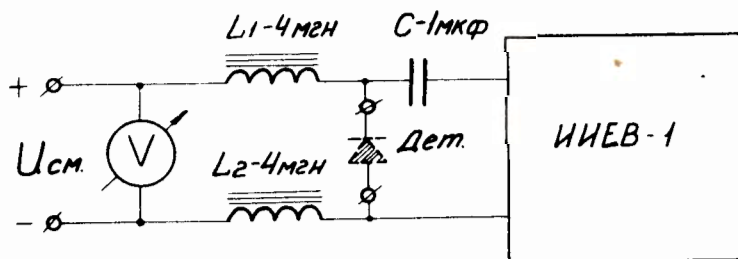 L1-4мгн C-1мкф
+
V
Uсм.
Дет.
ИИЕВ-1
L2-4мгн
-